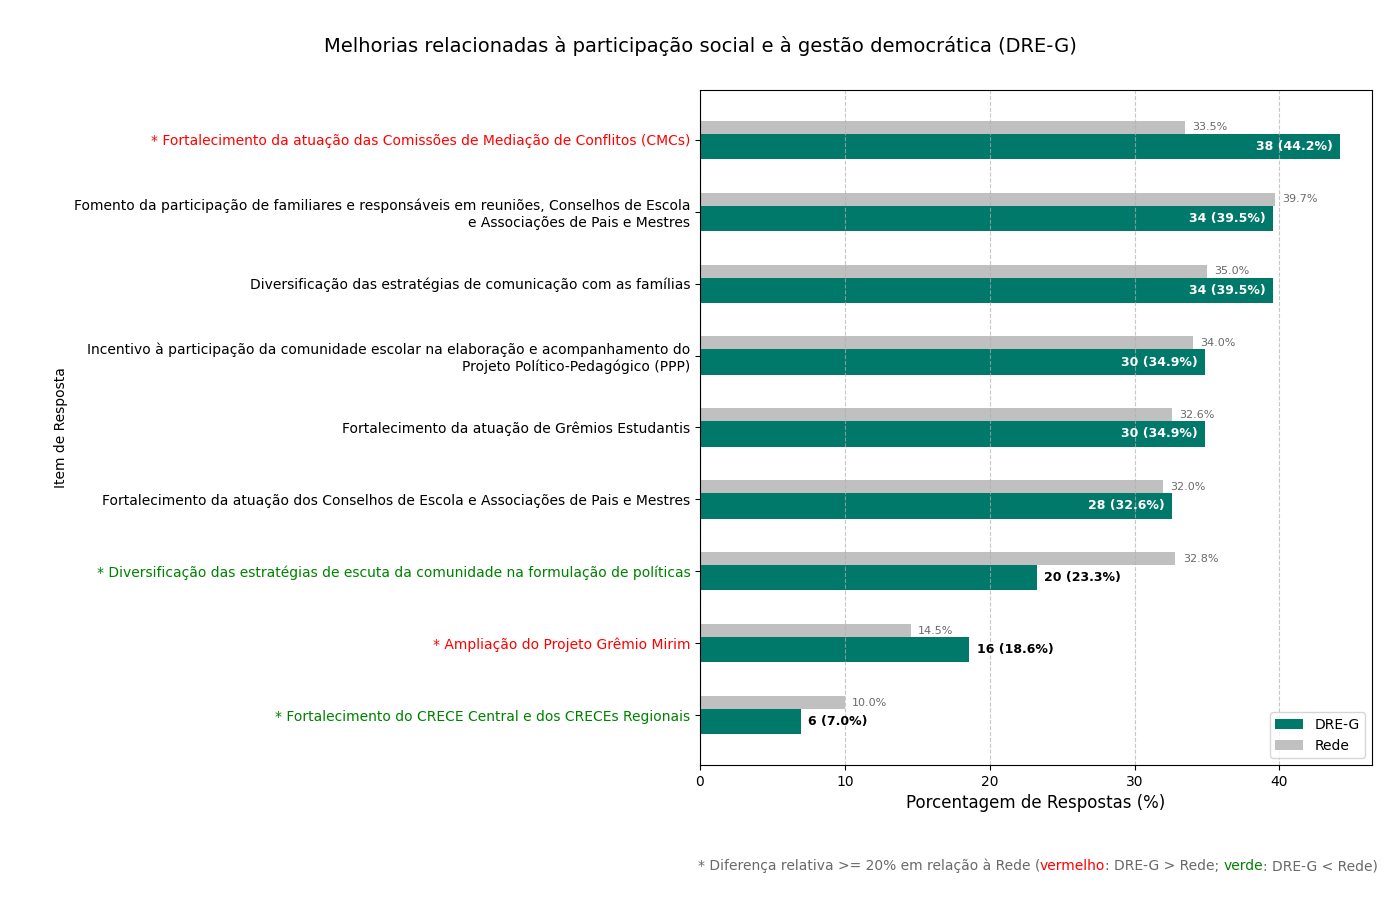 Melhorias relacionadas à participação social e à gestão democrática (DRE-G)
Item de Resposta
* Fortalecimento da atuação das Comissões de Mediação de Conflitos (CMCs)
33.5%
38 (44.2%)
Fomento da participação de familiares e responsáveis em reuniões, Conselhos de Escola
e Associações de Pais e Mestres
39.7%
34 (39.5%)
Diversificação das estratégias de comunicação com as famílias
35.0%
34 (39.5%)
Incentivo à participação da comunidade escolar na elaboração e acompanhamento do
Projeto Político-Pedagógico (PPP)
34.0%
30 (34.9%)
Fortalecimento da atuação de Grêmios Estudantis
32.6%
30 (34.9%)
Fortalecimento da atuação dos Conselhos de Escola e Associações de Pais e Mestres
32.0%
28 (32.6%)
* Diversificação das estratégias de escuta da comunidade na formulação de políticas
32.8%
20 (23.3%)
* Ampliação do Projeto Grêmio Mirim
14.5%
16 (18.6%)
* Fortalecimento do CRECE Central e dos CRECEs Regionais
10.0%
6 (7.0%)
DRE-G
Rede
0 10 20 30 40
Porcentagem de Respostas (%)
* Diferença relativa >= 20% em relação à Rede (vermelho: DRE-G > Rede; verde: DRE-G < Rede)